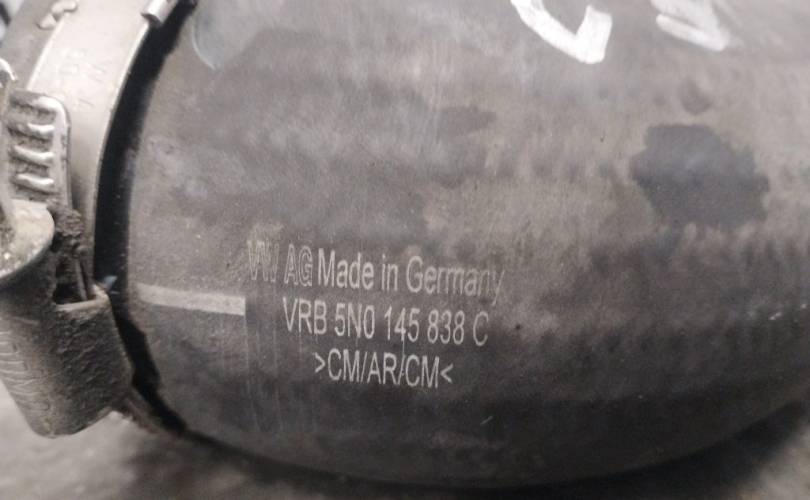 VW AG Made in Germany
VRB 5N0 145 838 C
>CM/AR/CM<